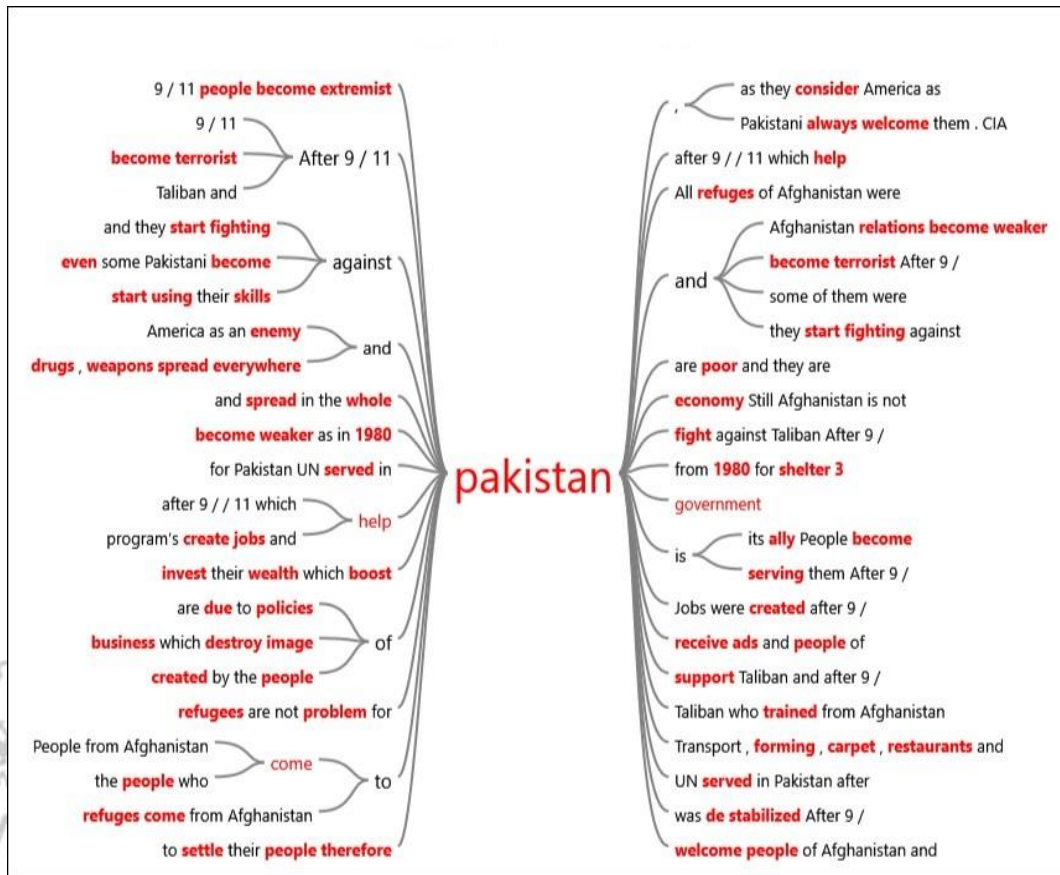 9 / 11 people become extremist
9 / 11
become terrorist
Taliban and
After 9 / 11
and they start fighting
even some Pakistani become
start using their skills
against
America as an enemy
drugs , weapons spread everywhere
and
and spread in the whole
become weaker as in 1980
for Pakistan UN served in
after 9 / / 11 which
program's create jobs and
help
invest their wealth which boost
are due to policies
business which destroy image
created by the people
of
refugees are not problem for
People from Afghanistan
the people who
come
refuges come from Afghanistan
to
to settle their people therefore
pakistan
,
as they consider America as
Pakistani always welcome them . CIA
after 9 / / 11 which help
All refuges of Afghanistan were
and
Afghanistan relations become weaker
become terrorist After 9 /
some of them were
they start fighting against
are poor and they are
economy Still Afghanistan is not
fight against Taliban After 9 /
from 1980 for shelter 3
government
is
its ally People become
serving them After 9 /
Jobs were created after 9 /
receive ads and people of
support Taliban and after 9 /
Taliban who trained from Afghanistan
Transport , forming , carpet , restaurants and
UN served in Pakistan after
was de stabilized After 9 /
welcome people of Afghanistan and